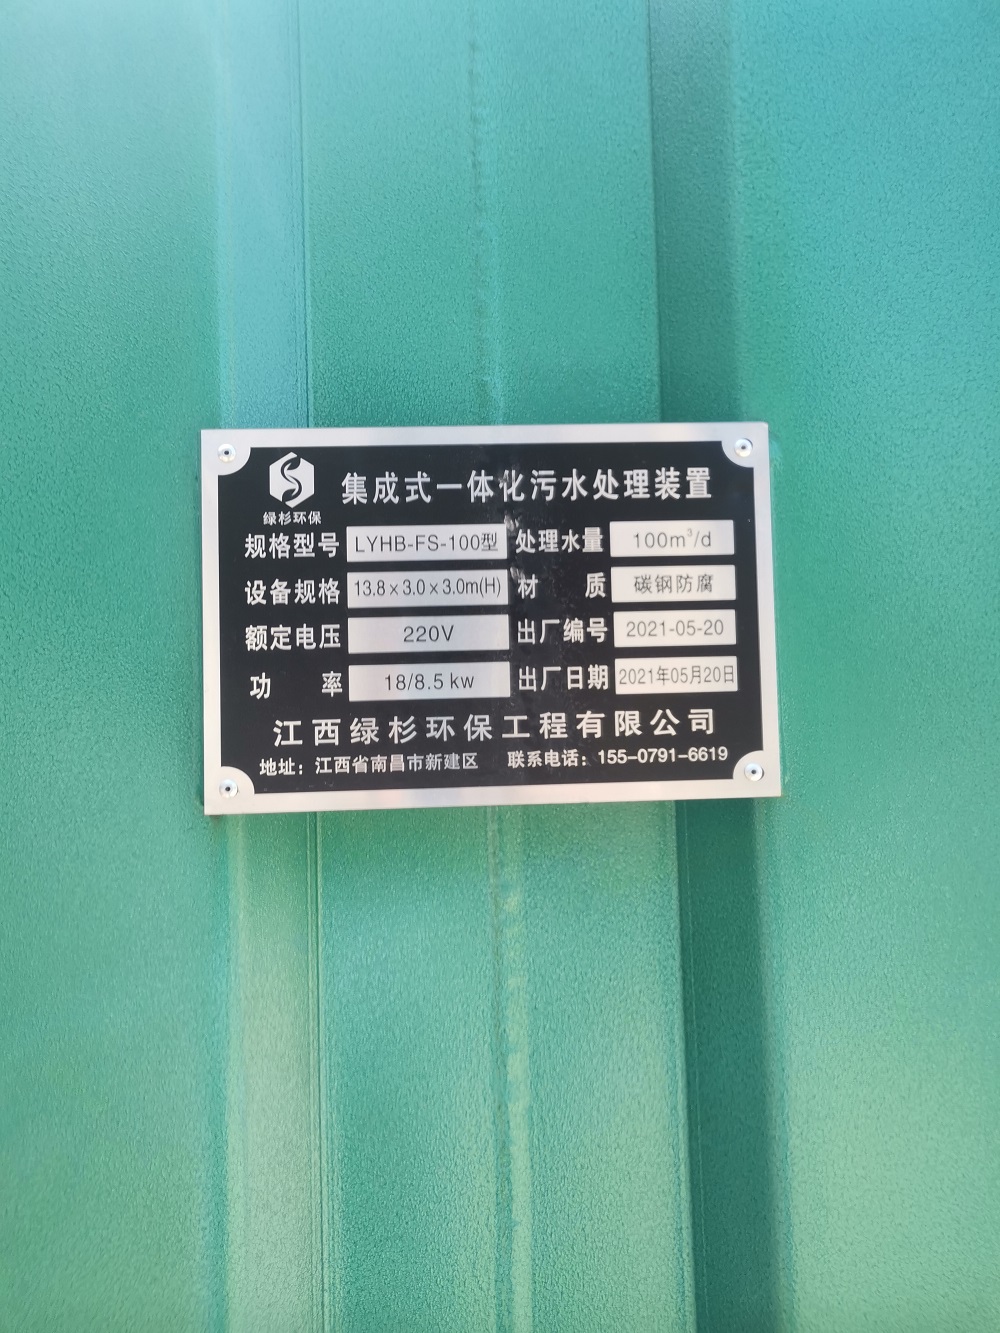 集成式一体化污水处理装置
绿杉环保
规格型号 LYHB-FS-100型 处理水量 100m³/d
设备规格 13.8×3.0×3.0m(H) 材 质 碳钢防腐
额定电压 220V 出厂编号 2021-05-20
功 率 18/8.5 kw 出厂日期 2021年05月20日
江西绿杉环保工程有限公司
地址：江西省南昌市新建区 联系电话：155-0791-6619